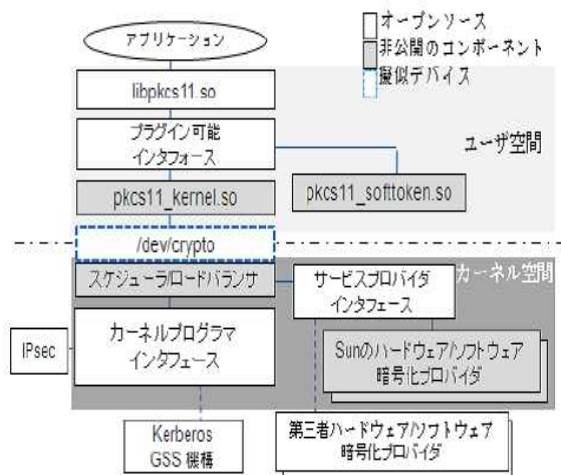 アプリケーション
オープンソース
非公開のコンポーネント
擬似デバイス
libpkcs11.so
プラグイン可能
インタフォース
ユーザ空間
pkcs11_kernel.so
pkcs11_softtoken.so
/dev/crypto
スケジューラ/ロードバランサ
サービスプロバイダ
インタフェース
カーネル空間
カーネルプログラマ
インタフェース
IPsec
Sunのハードウェア/ソフトウェア
暗号化プロバイダ
Kerberos
GSS 機構
第三者ハードウェア/ソフトウェア
暗号化プロバイダ